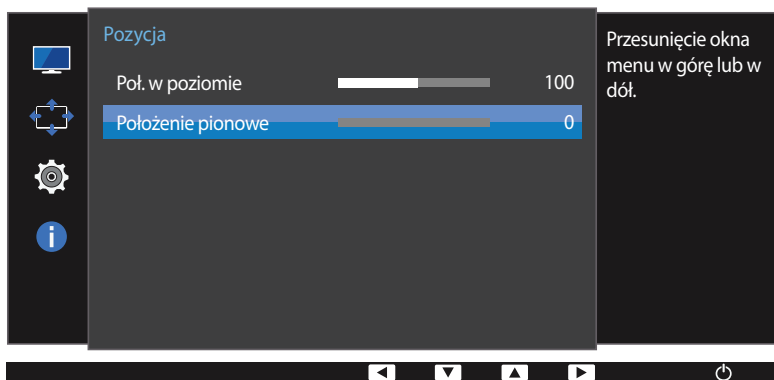 Pozycja
Poł. w poziomie 100
Położenie pionowe 0
Przesunięcie okna
menu w górę lub w
dół.